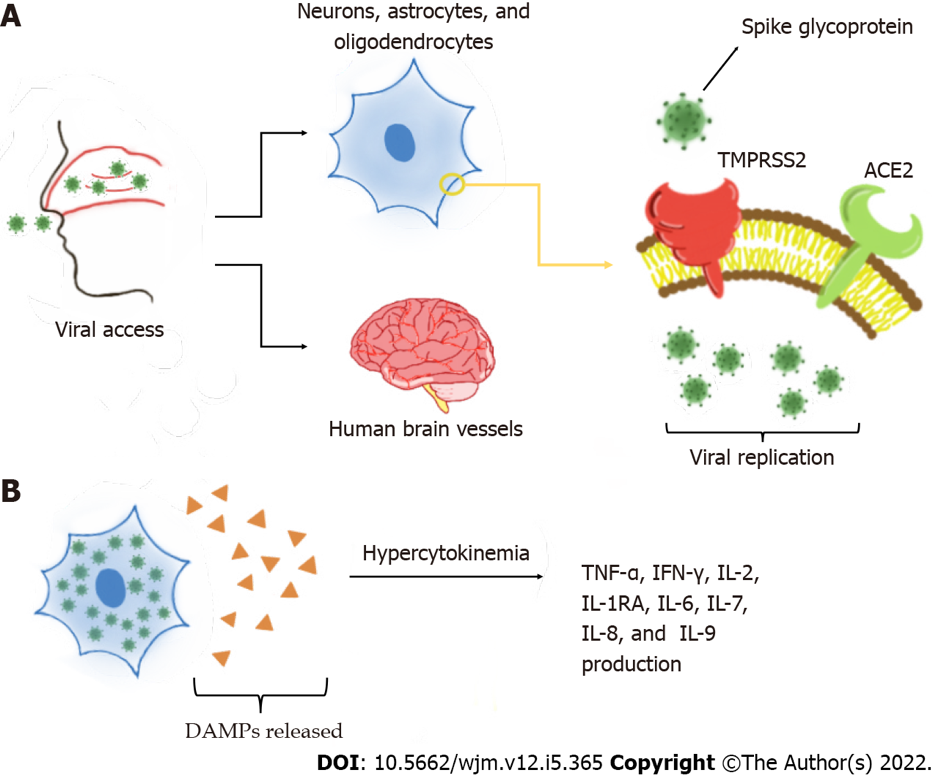 A
Neurons, astrocytes, and
oligodendrocytes
Spike glycoprotein
TMPRSS2
ACE2
Viral access
Human brain vessels
Viral replication
B
Hypercytokinemia
TNF-α, IFN-γ, IL-2,
IL-1RA, IL-6, IL-7,
IL-8, and IL-9
production
DAMPs released
DOI: 10.5662/wjm.v12.i5.365 Copyright ©The Author(s) 2022.